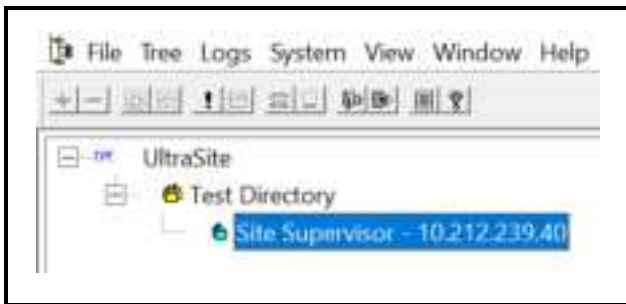 File Tree Logs System View Window Help
UltraSite
Test Directory
Site Supervisor - 10.212.239.40